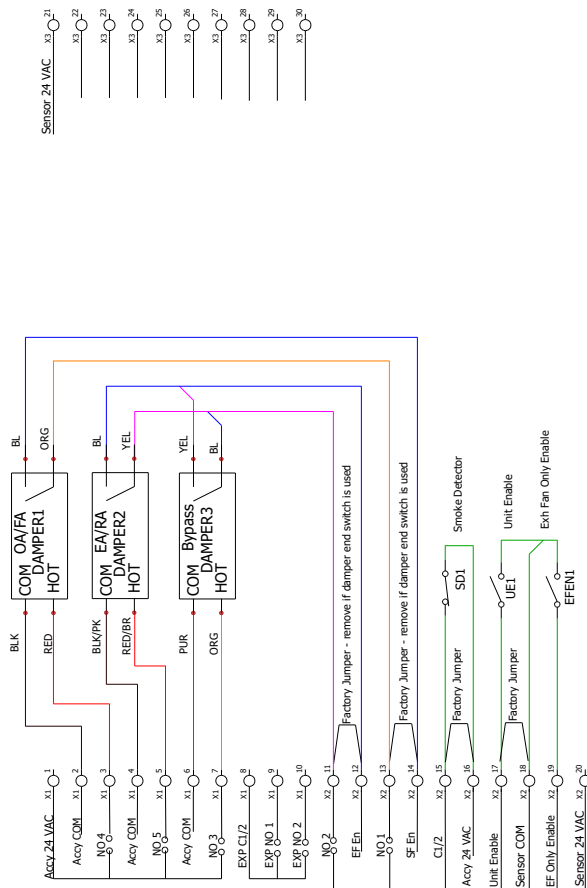 Sensor 24 VAC
X3 21
X3 22
X3 23
X3 24
X3 25
X3 26
X3 27
X3 28
X3 29
X3 30
BL
ORG
BL
YEL
YEL
BL
COM OA/FA
DAMPER1
HOT
COM EA/RA
DAMPER2
HOT
COM Bypass
DAMPER3
HOT
BLK
RED
BLK/PK
RED/BR
PUR
ORG
Factory Jumper - remove if damper end switch is used
Factory Jumper - remove if damper end switch is used
Smoke Detector
SD1
Factory Jumper
Unit Enable
UE1
Factory Jumper
Exh Fan Only Enable
EFEN1
Accy 24 VAC X1 1
Accy COM X1 2
NO 4 X1 3
Accy COM X1 4
NO 5 X1 5
Accy COM X1 6
NO 3 X1 7
EXP C1/2 X1 8
EXP NO 1 X1 9
EXP NO 2 X1 10
NO 2 X2 11
EF En X2 12
NO 1 X2 13
SF En X2 14
C1/2 X2 15
Accy 24 VAC X2 16
Unit Enable X2 17
Sensor COM X2 18
EF Only Enable X2 19
Sensor 24 VAC X2 20